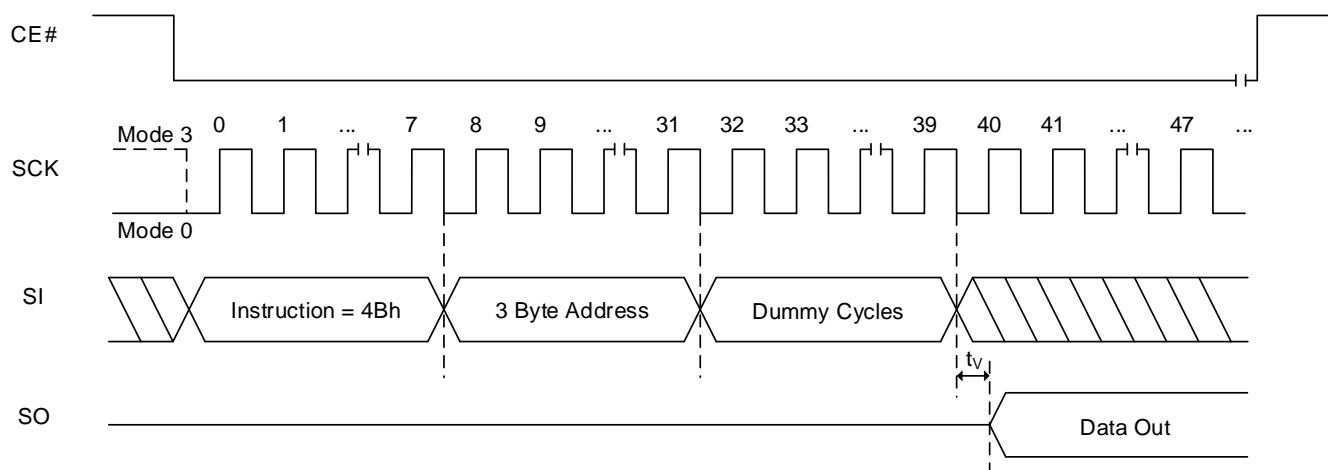 CE#
Mode 3 0 1 ... 7 8 9 ... 31 32 33 ... 39 40 41 ... 47 ...
SCK
Mode 0
SI Instruction = 4Bh 3 Byte Address Dummy Cycles
tV
SO Data Out